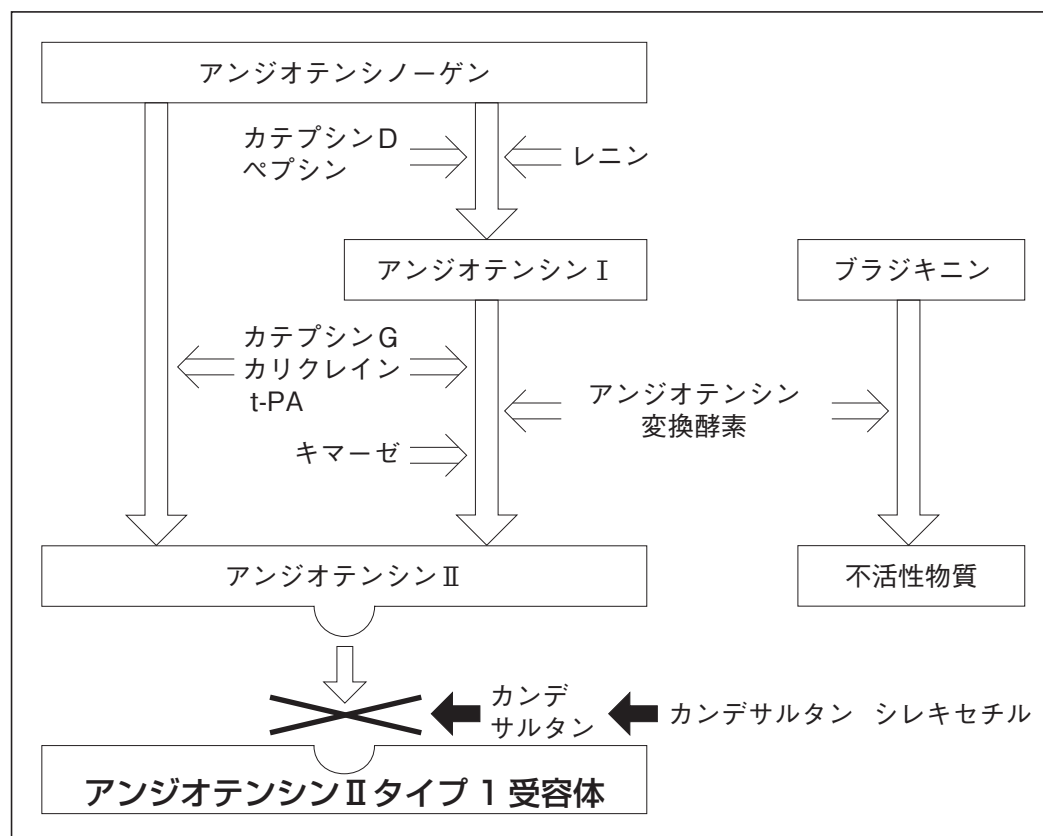 アンジオテンシノーゲン
カテプシンD
ペプシン
レニン
アンジオテンシンⅠ
ブラジキニン
カテプシンG
カリクレイン
t-PA
アンジオテンシン
変換酵素
キマーゼ
アンジオテンシンⅡ
不活性物質
カンデ
サルタン
カンデサルタン シレキセチル
アンジオテンシンⅡタイプ1受容体